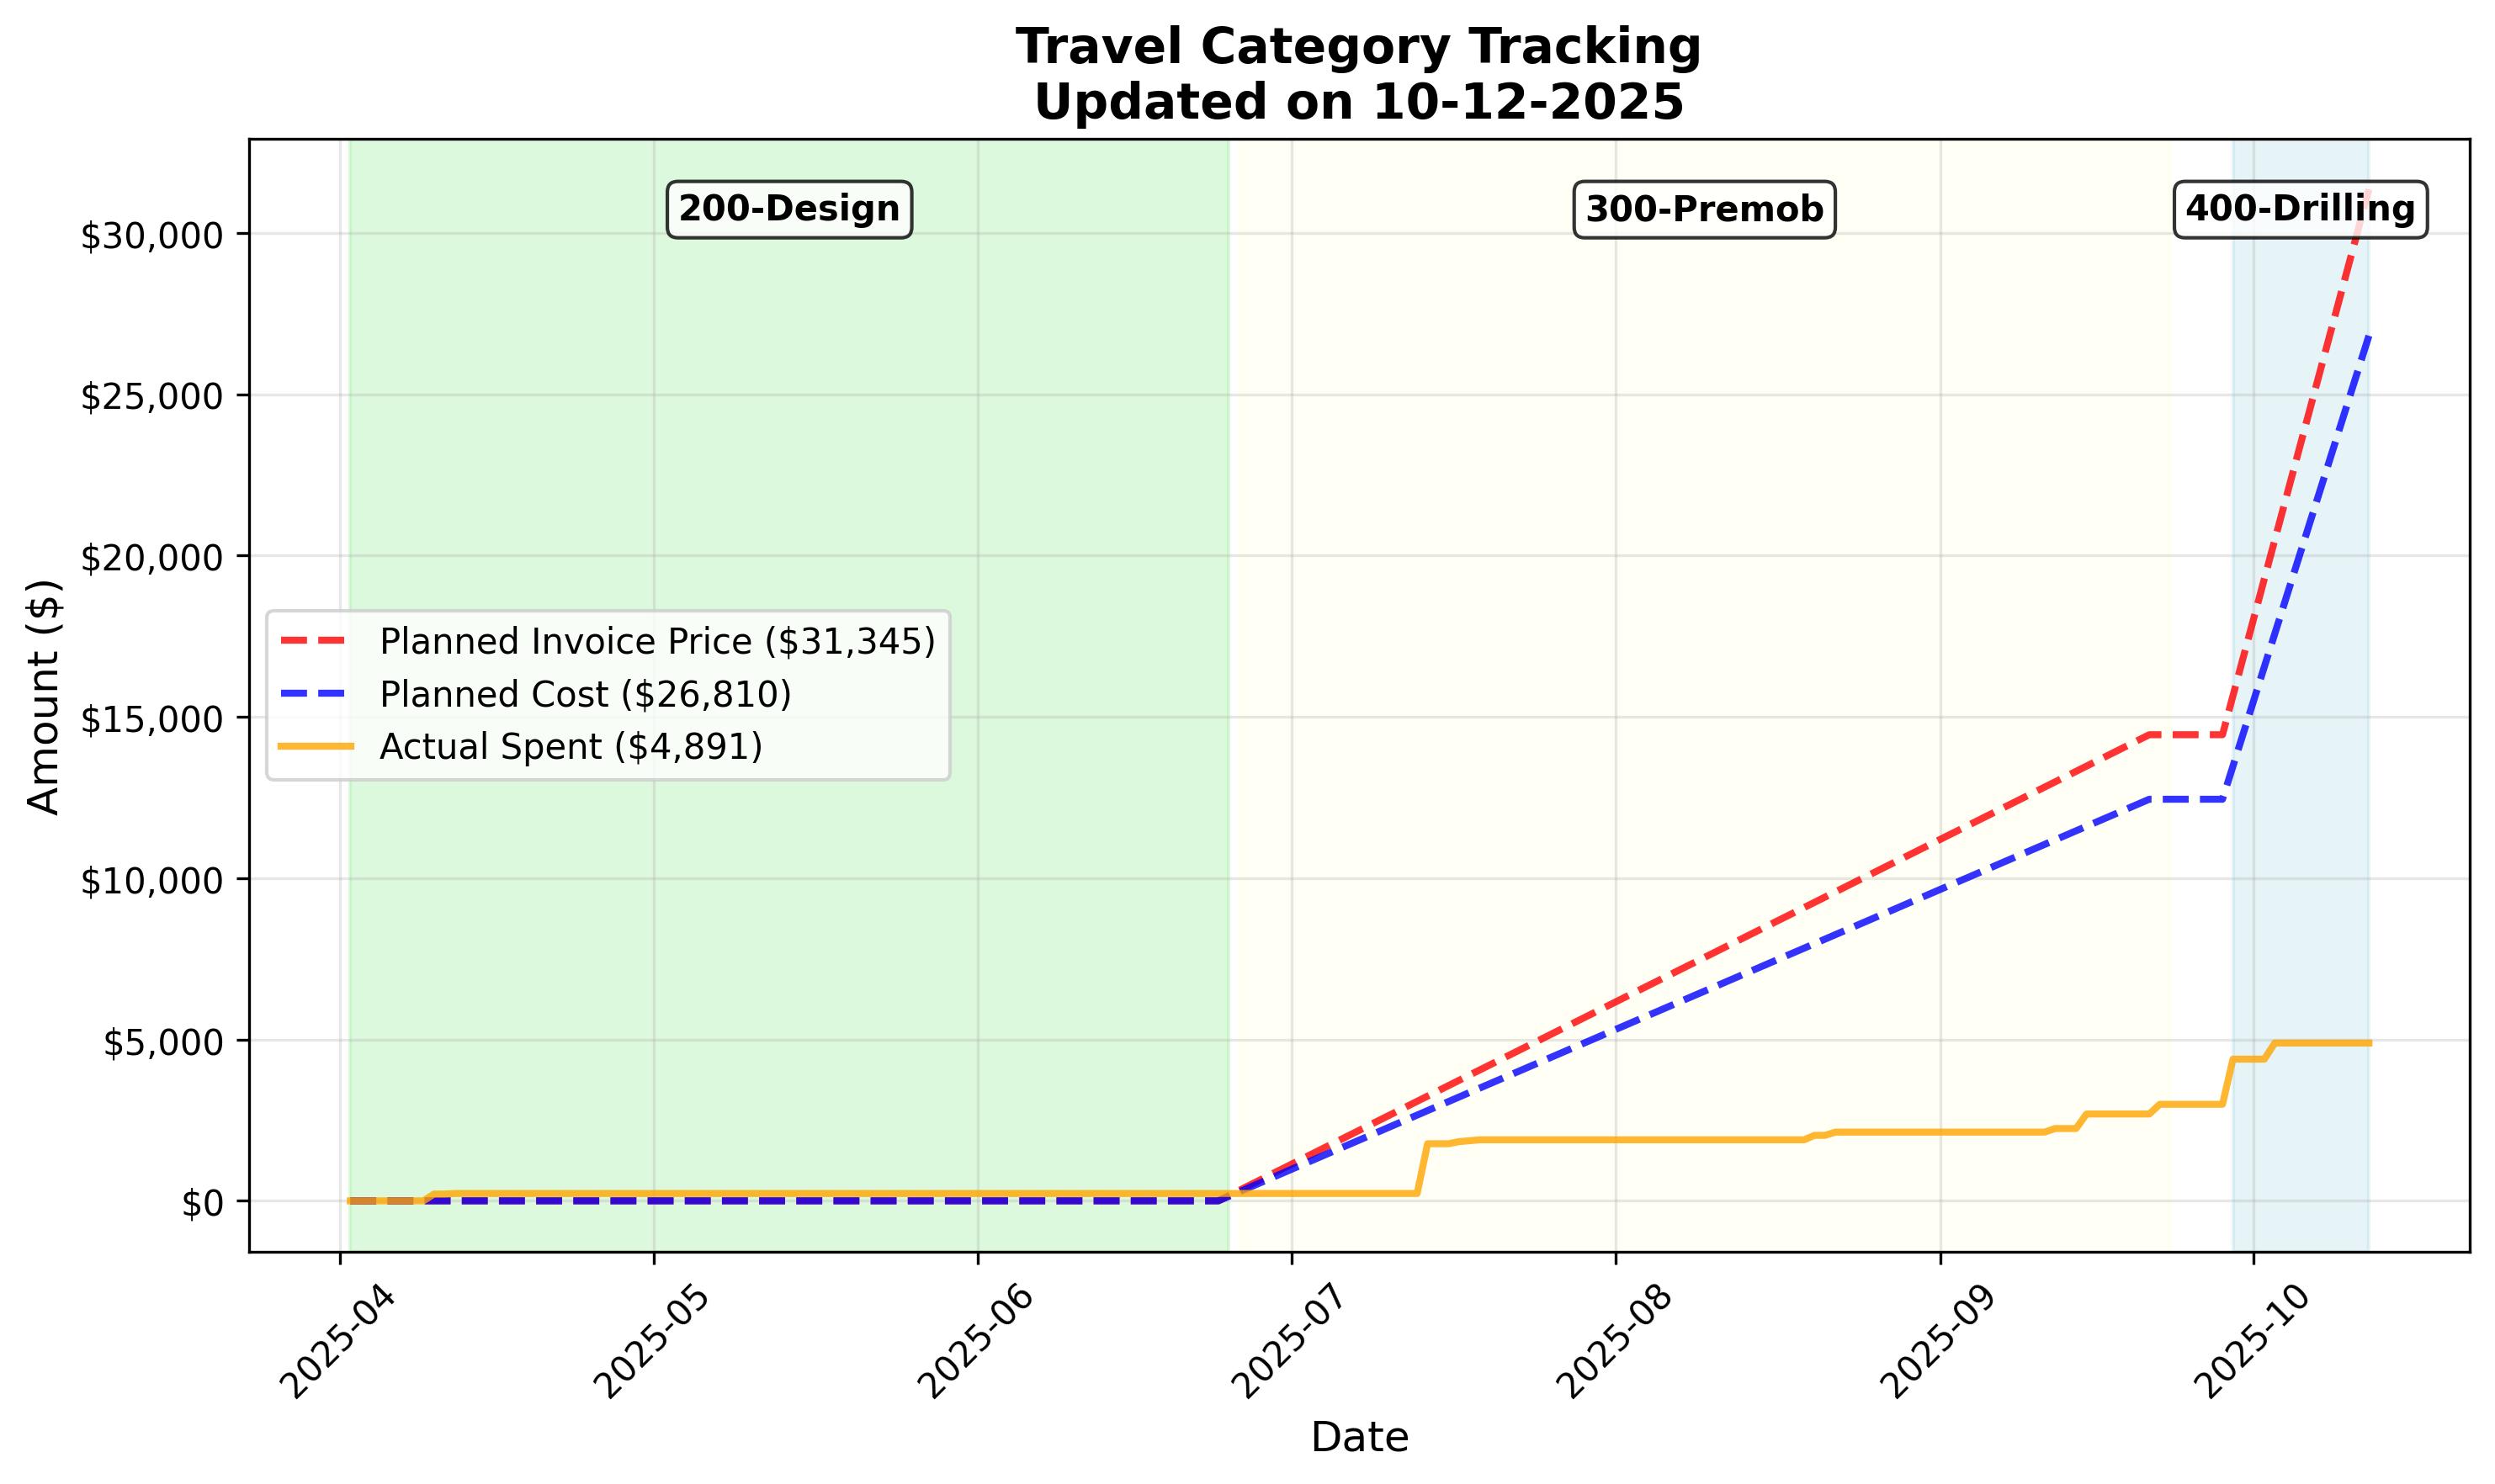 Travel Category Tracking
Updated on 10-12-2025
200-Design
300-Premob
400-Drilling
$30,000
$25,000
$20,000
$15,000
$10,000
$5,000
$0
Amount ($)
Planned Invoice Price ($31,345)
Planned Cost ($26,810)
Actual Spent ($4,891)
2025-04
2025-05
2025-06
2025-07
2025-08
2025-09
2025-10
Date